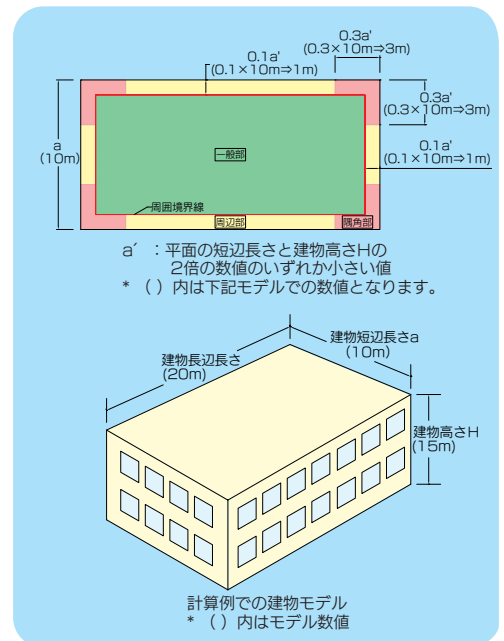 0.1a'
(0.1×10m⇒1m)
0.3a'
(0.3×10m⇒3m)
0.3a'
(0.3×10m⇒3m)
0.1a'
(0.1×10m⇒1m)
a
(10m)
一般部
周囲境界線
周辺部
隅角部
a´ ：平面の短辺長さと建物高さHの
2倍の数値のいずれか小さい値
* （ ）内は下記モデルでの数値となります。
建物長辺長さ
(20m)
建物短辺長さa
(10m)
建物高さH
(15m)
計算例での建物モデル
* （ ）内はモデル数値